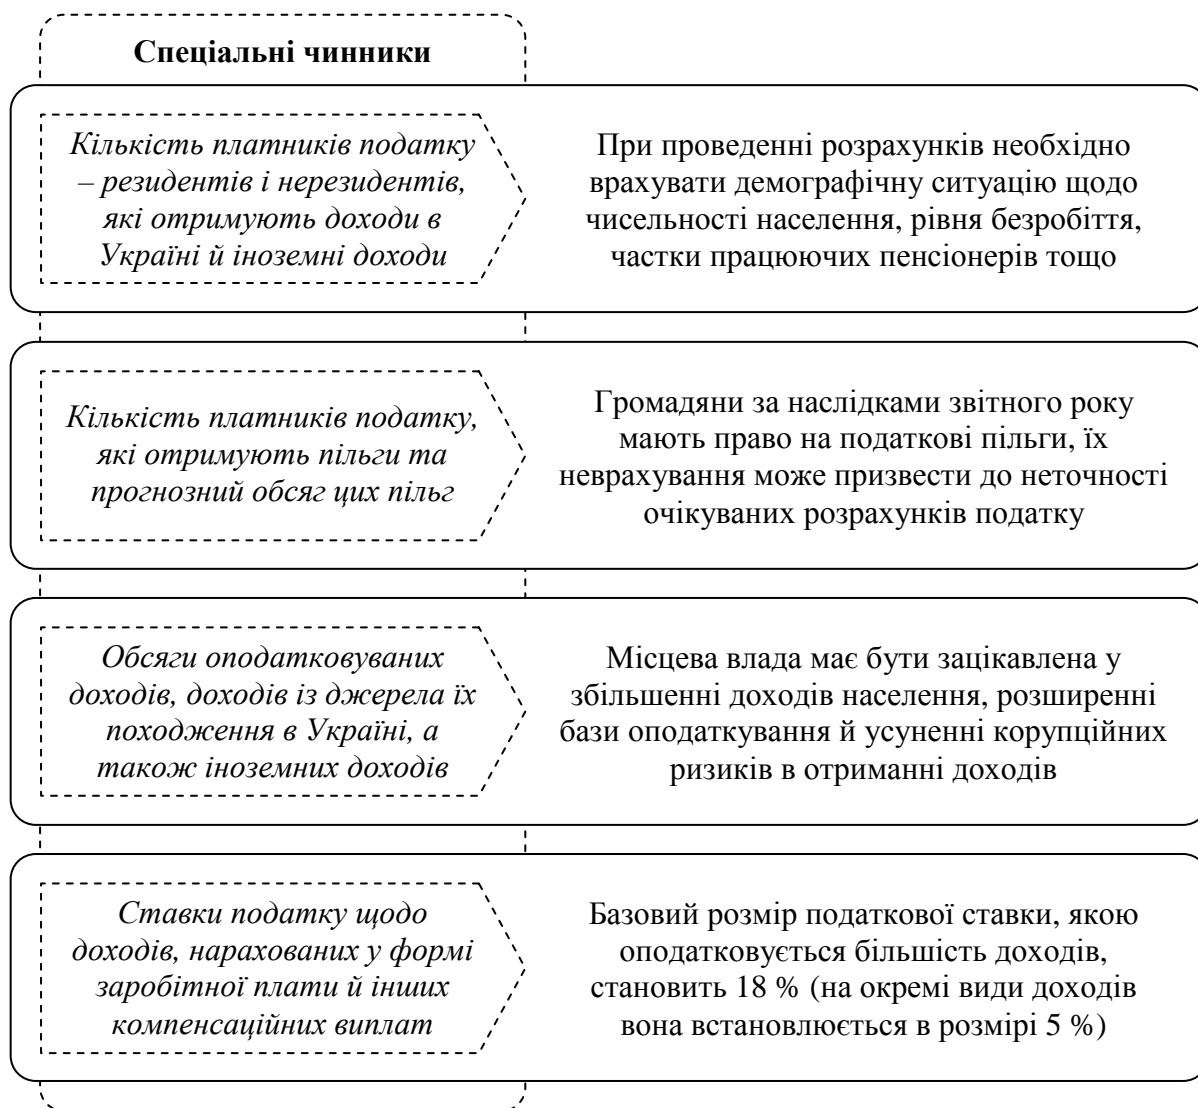 Спеціальні чинники
Кількість платників податку
– резидентів і нерезидентів,
які отримують доходи в
Україні й іноземні доходи
При проведенні розрахунків необхідно
врахувати демографічну ситуацію щодо
чисельності населення, рівня безробіття,
частки працюючих пенсіонерів тощо
Кількість платників податку,
які отримують пільги та
прогнозний обсяг цих пільг
Громадяни за наслідками звітного року
мають право на податкові пільги, їх
неврахування може призвести до неточності
очікуваних розрахунків податку
Обсяги оподатковуваних
доходів, доходів із джерела їх
походження в Україні, а
також іноземних доходів
Місцева влада має бути зацікавлена у
збільшенні доходів населення, розширенні
бази оподаткування й усуненні корупційних
ризиків в отриманні доходів
Ставки податку щодо
доходів, нарахованих у формі
заробітної плати й інших
компенсаційних виплат
Базовий розмір податкової ставки, якою
оподатковується більшість доходів,
становить 18 % (на окремі види доходів
вона встановлюється в розмірі 5 %)